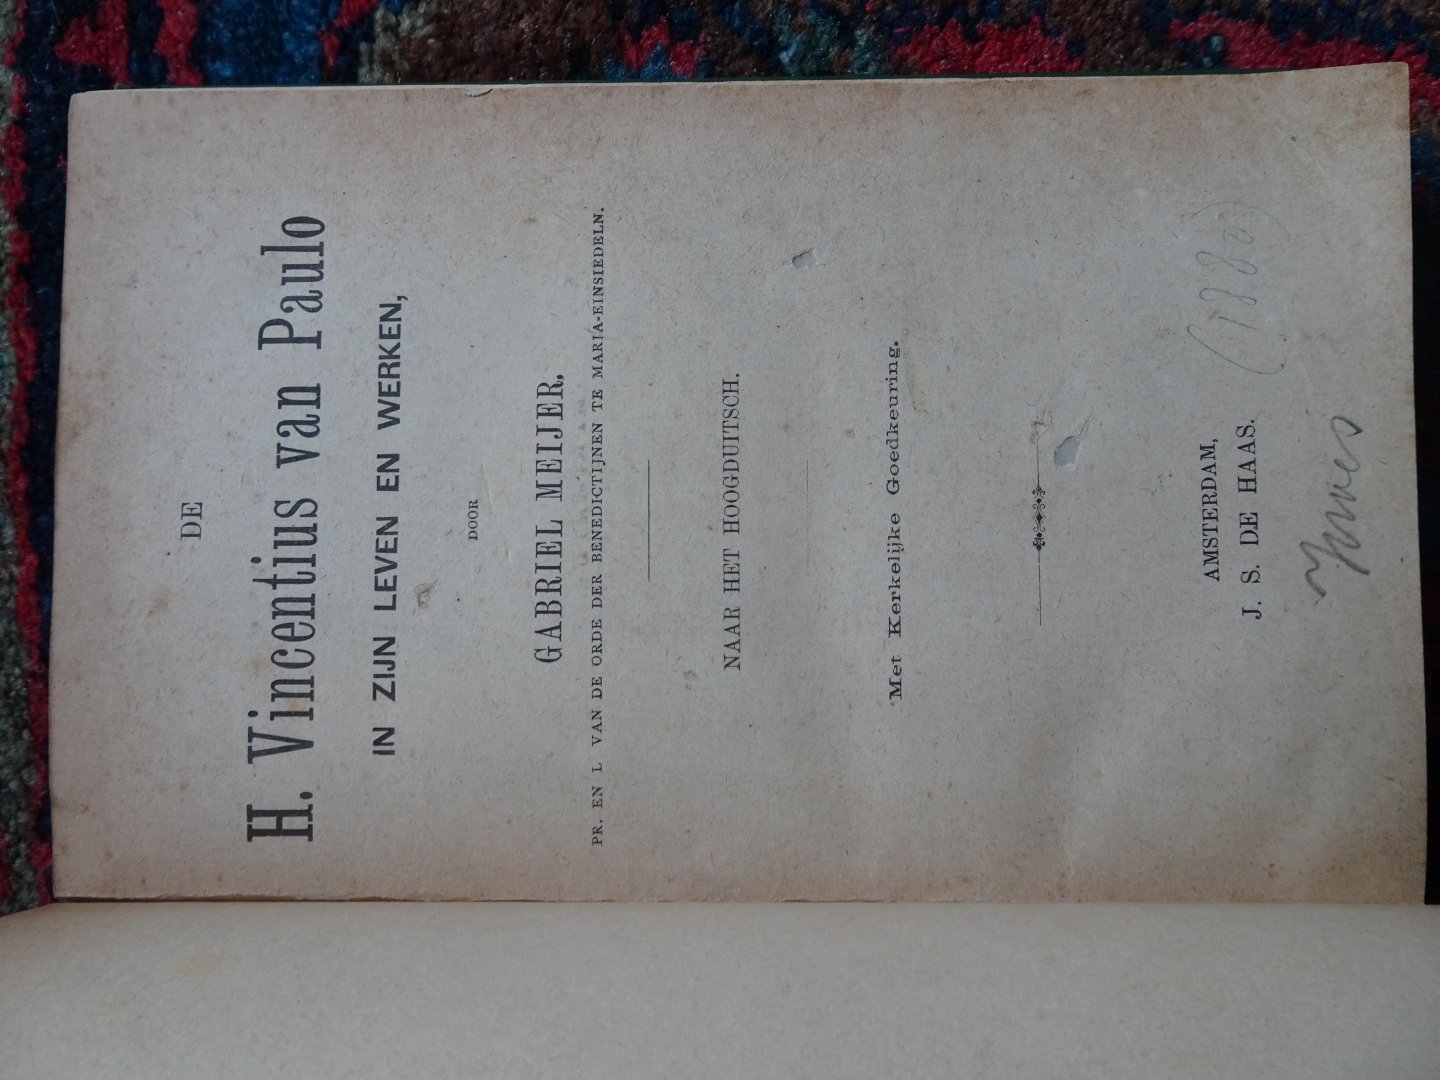 DE
H. Vincentius van Paulo
IN ZIJN LEVEN EN WERKEN,
DOOR
GABRIEL MEIJER,
PR. EN L VAN DE ORDE DER BENEDICTIJNEN TE MARIA-EINSIEDELN.
NAAR HET HOOGDUITSCH.
Met Kerkelijke Goedkeuring.
AMSTERDAM,
J. S. DE HAAS.
(1880)